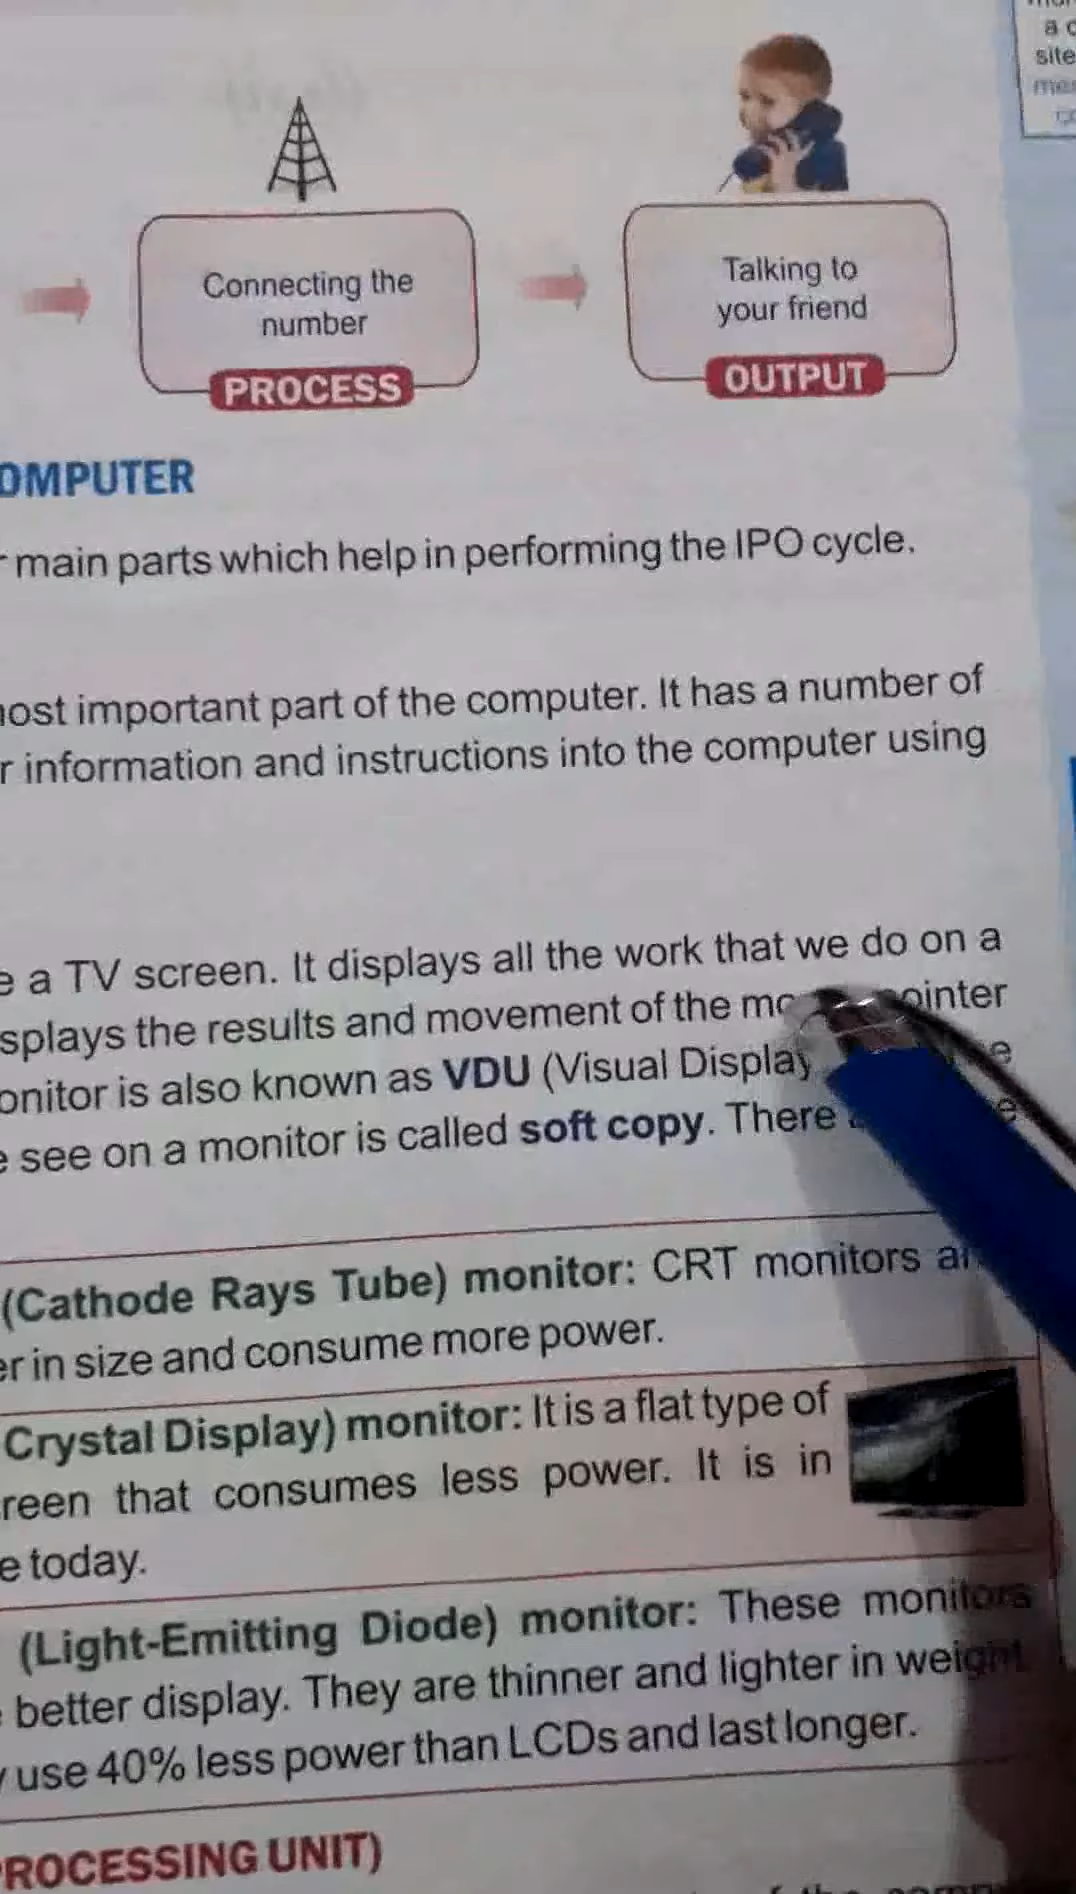 a
site
Connecting the
number
PROCESS
Talking to
your friend
OUTPUT
OMPUTER
main parts which help in performing the IPO cycle.
ost important part of the computer. It has a number of
r information and instructions into the computer using
e a TV screen. It displays all the work that we do on a
splays the results and movement of the mo ointer
onitor is also known as VDU (Visual Display e
e see on a monitor is called soft copy. There e
(Cathode Rays Tube) monitor: CRT monitors a
er in size and consume more power.
Crystal Display) monitor: It is a flat type of
reen that consumes less power. It is in
e today.
(Light-Emitting Diode) monitor: These monitors
better display. They are thinner and lighter in weight
y use 40% less power than LCDs and last longer.
ROCESSING UNIT)